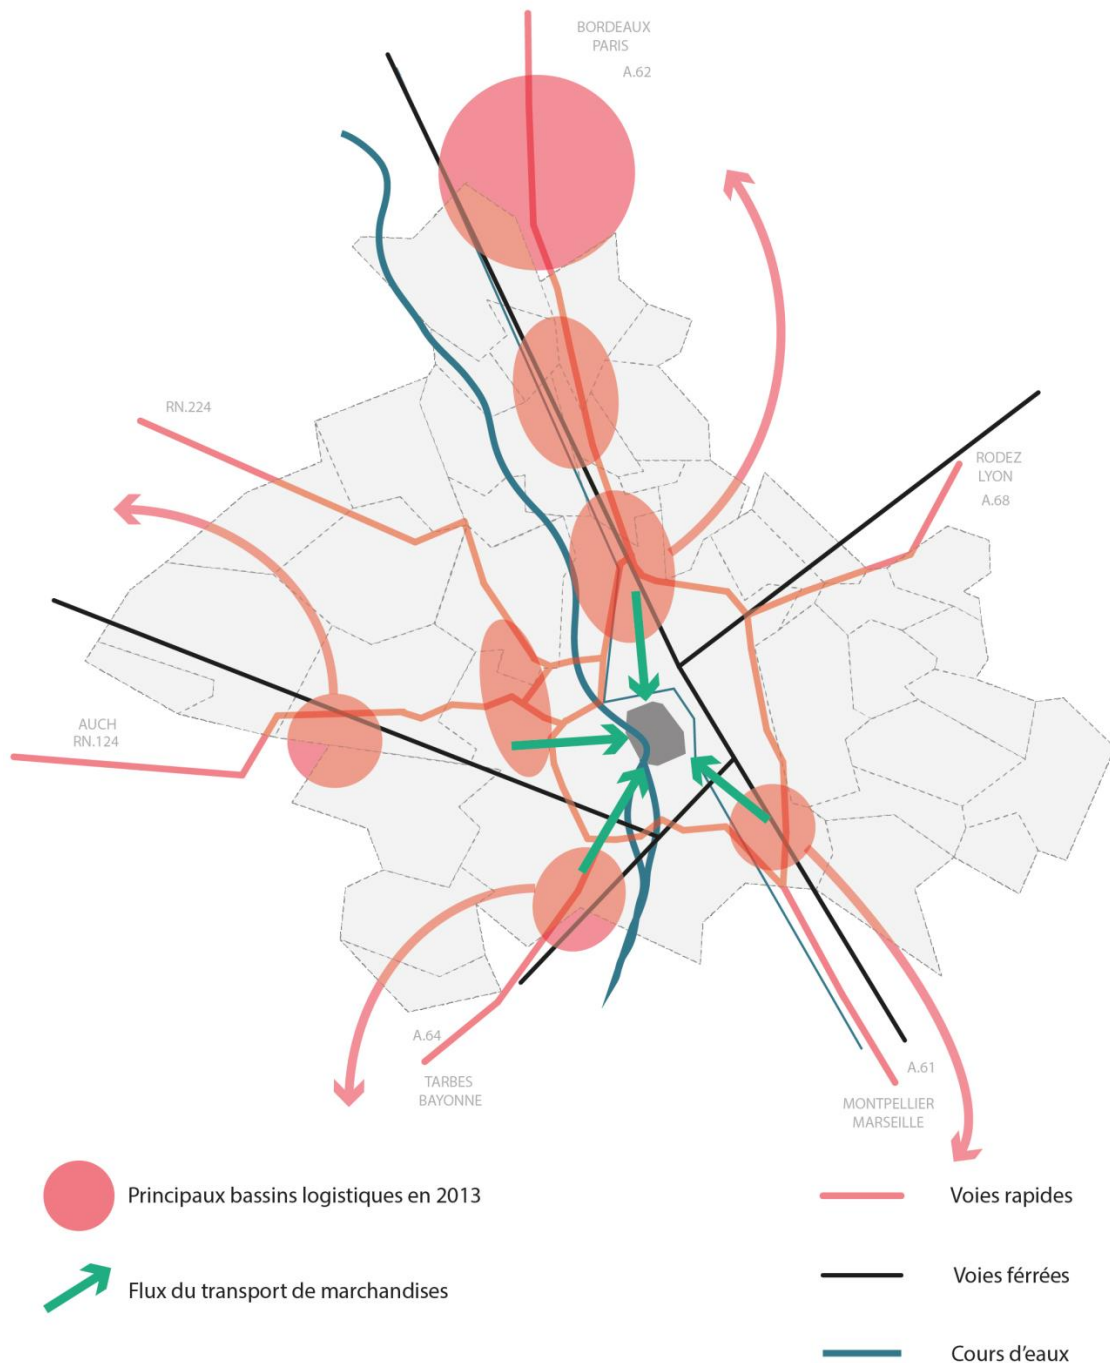 BORDEAUX
PARIS
A.62
RN.224
RODEZ
LYON
A.68
AUCH
RN.124
A.64
TARBES
BAYONNE
A.61
MONTPELLIER
MARSEILLE
Principaux bassins logistiques en 2013
Voies rapides
Flux du transport de marchandises
Voies férrées
Cours d'eaux